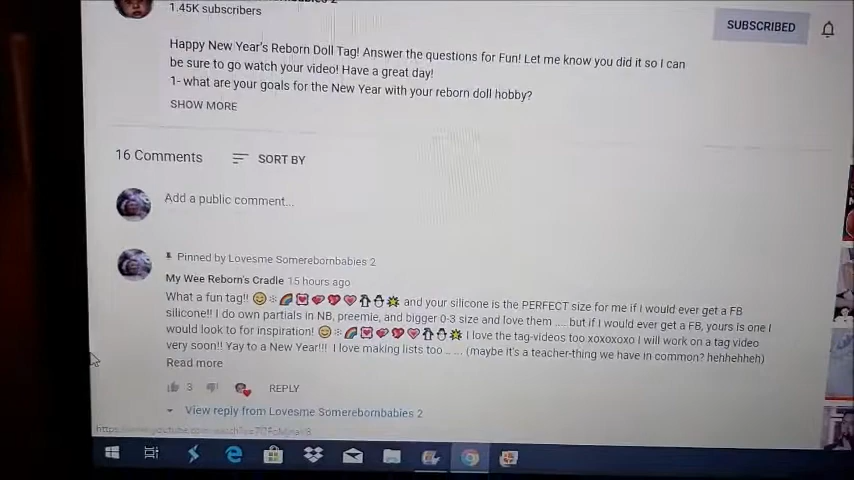 1.45K subscribers
SUBSCRIBED
Happy New Year's Reborn Doll Tag! Answer the questions for Fun! Let me know you did it so I can
be sure to go watch your video! Have a great day!
1- what are your goals for the New Year with your reborn doll hobby?
SHOW MORE
16 Comments
SORT BY
Add a public comment...
Pinned by Lovesme Somerebornbabies 2
My Wee Reborn's Cradle 15 hours ago
What a fun tag!! 😊❄🌈💟💞💖💗🐧⛄🌟 and your silicone is the PERFECT size for me if I would ever get a FB
silicone!! I do own partials in NB, preemie, and bigger 0-3 size and love them .... but if I would ever get a FB, yours is one I
would look to for inspiration! 😊❄🌈💟💞💖💗🐧⛄🌟 I love the tag-videos too xoxoxoxo I will work on a tag video
very soon!! Yay to a New Year!!! I love making lists too .. ... (maybe it's a teacher-thing we have in common? hehhehheh)
Read more
3
REPLY
View reply from Lovesme Somerebornbabies 2